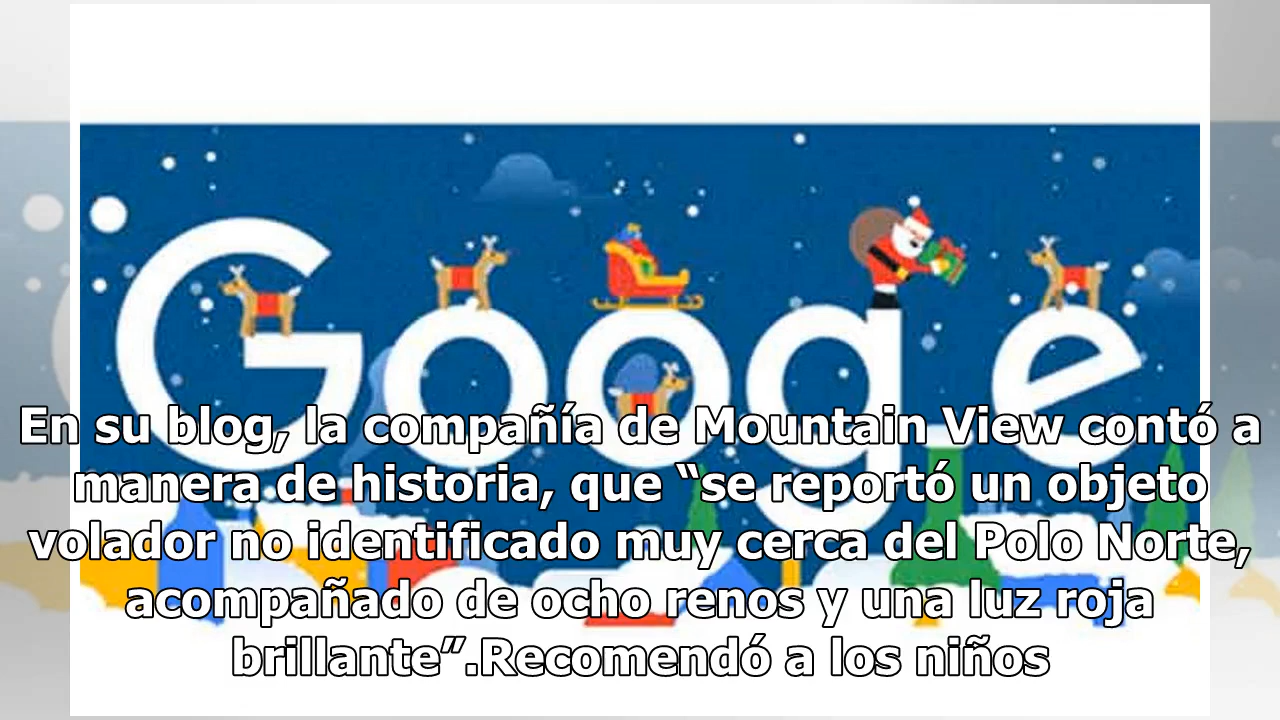 Google
En su blog, la compañía de Mountain View contó a
manera de historia, que “se reportó un objeto
volador no identificado muy cerca del Polo Norte,
acompañado de ocho renos y una luz roja
brillante”.Recomendó a los niños